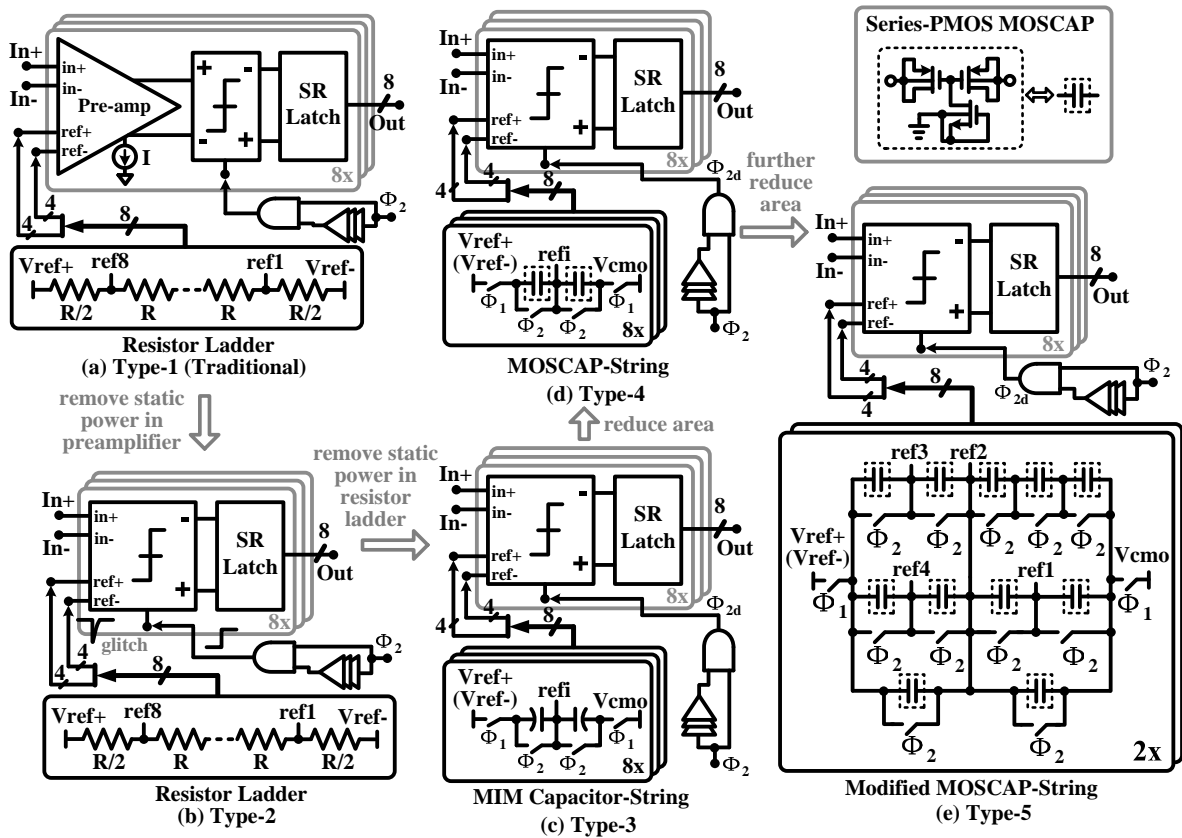 In+
In-
in+
in-
Pre-amp
ref+
ref-
I
+
-
-
+
SR
Latch
8
Out
8x
4
4
8
Φ2
Vref+
ref8
ref1
Vref-
R/2
R
R
R/2
Resistor Ladder
(a) Type-1 (Traditional)
remove static
power in
preamplifier
In+
In-
in+
in-
ref+
ref-
-
+
SR
Latch
8
Out
8x
glitch
4
4
8
Φ2
Vref+
ref8
ref1
Vref-
R/2
R
R
R/2
Resistor Ladder
(b) Type-2
remove static
power in
resistor
ladder
In+
In-
in+
in-
ref+
ref-
-
+
SR
Latch
8
Out
8x
4
4
8
Φ2d
Vref+
(Vref-)
refi
Vcmo
Φ1
Φ1
Φ2
Φ2
8x
Φ2
MIM Capacitor-String
(c) Type-3
reduce area
In+
In-
in+
in-
ref+
ref-
-
+
SR
Latch
8
Out
8x
4
4
8
Φ2d
Vref+
(Vref-)
refi
Vcmo
Φ1
Φ1
Φ2
Φ2
8x
Φ2
MOSCAP-String
(d) Type-4
further
reduce
area
Series-PMOS MOSCAP
In+
In-
in+
in-
ref+
ref-
-
+
SR
Latch
8
Out
8x
4
4
8
Φ2d
Φ2
ref3
ref2
Φ2
Φ2
Φ2
Φ2
Φ2
Vref+
(Vref-)
Vcmo
Φ1
Φ1
ref4
ref1
Φ2
Φ2
Φ2
Φ2
Φ2
Φ2
2x
Modified MOSCAP-String
(e) Type-5